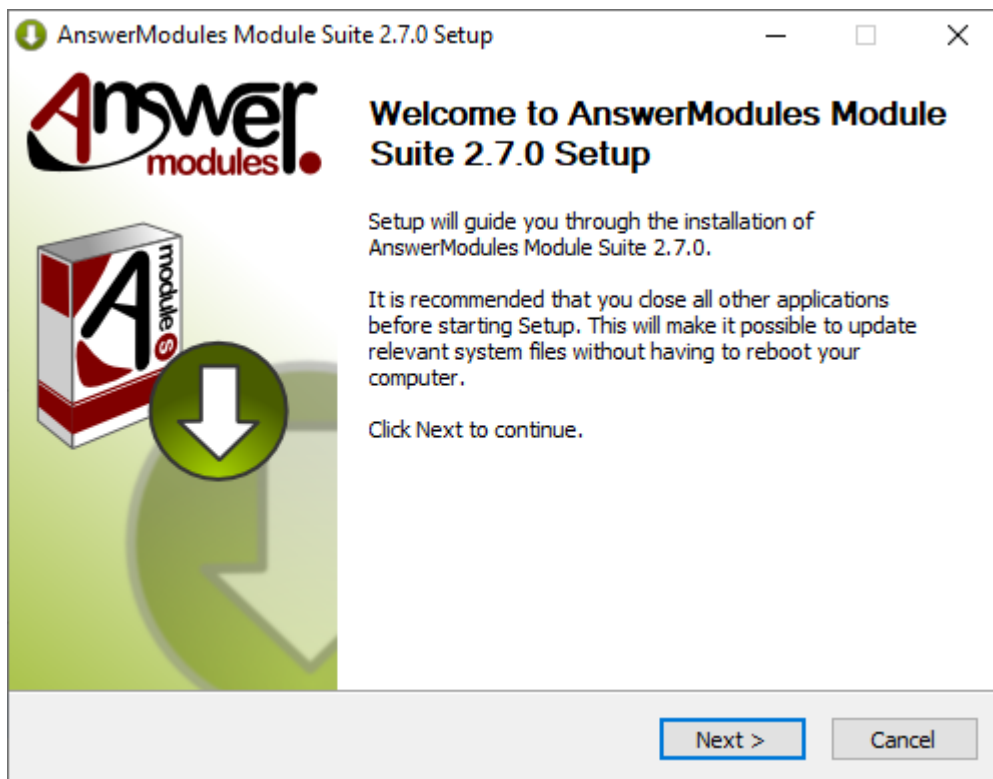 AnswerModules Module Suite 2.7.0 Setup
Answer
modules
Welcome to AnswerModules Module
Suite 2.7.0 Setup
Setup will guide you through the installation of
AnswerModules Module Suite 2.7.0.
It is recommended that you close all other applications
before starting Setup. This will make it possible to update
relevant system files without having to reboot your
computer.
Click Next to continue.
A
module s
Next >
Cancel